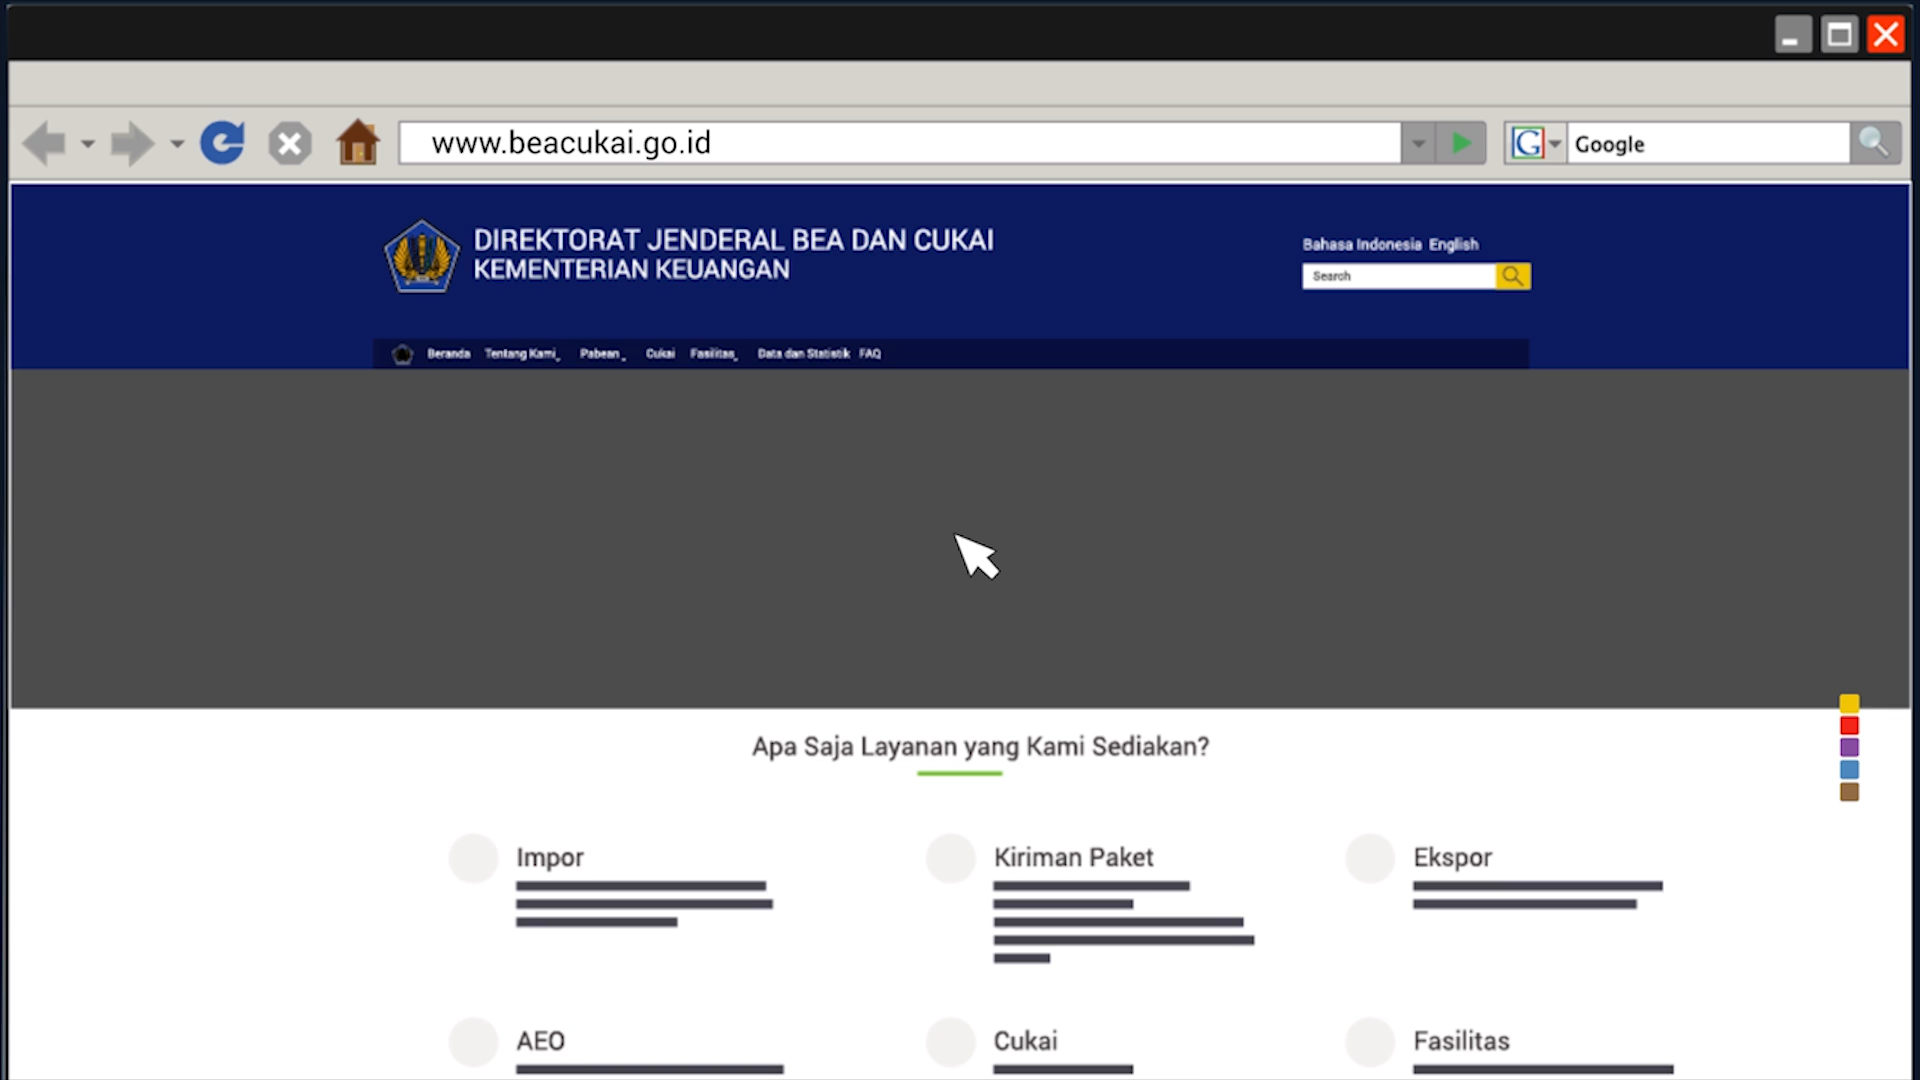 www.beacukai.go.id
Google
DIREKTORAT JENDERAL BEA DAN CUKAI
KEMENTERIAN KEUANGAN
Bahasa Indonesia English
Search
Beranda Tentang Kami Pabean Cukai Fasilitas Data dan Statistik FAQ
Apa Saja Layanan yang Kami Sediakan?
Impor Kiriman Paket Ekspor
AEO Cukai Fasilitas